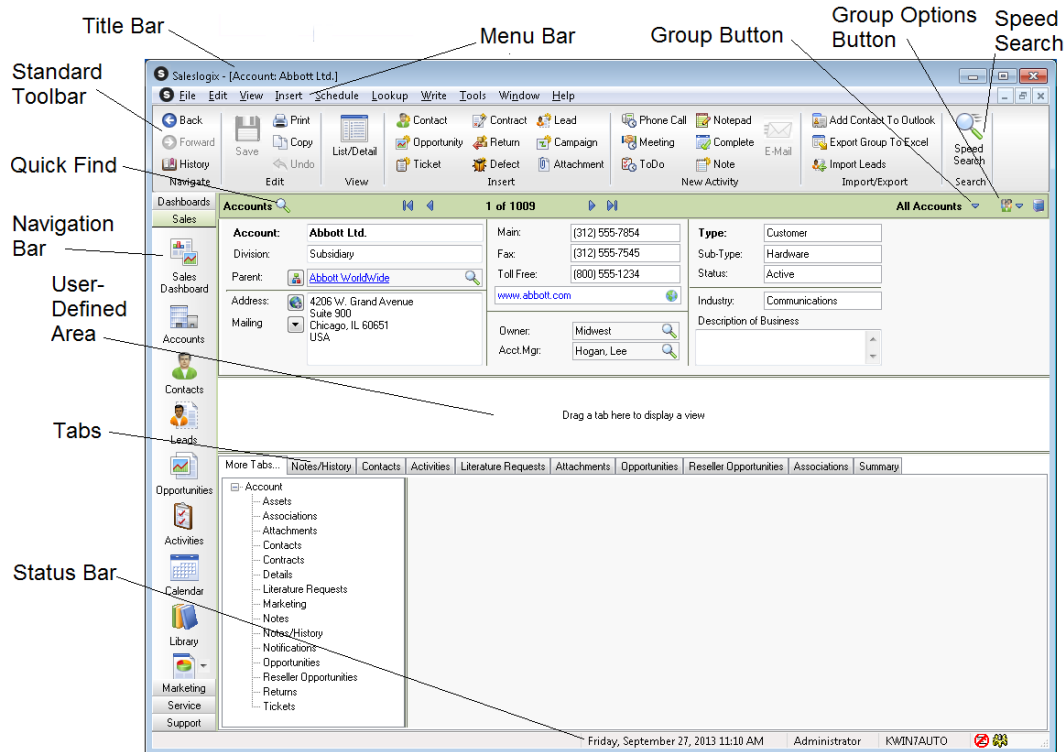 Title Bar
Menu Bar
Group Button
Group Options
Button
Speed
Search
Standard
Toolbar
Quick Find
Navigation
Bar
User-
Defined
Area
Tabs
Status Bar
Saleslogix - [Account: Abbott Ltd.]
File Edit View Insert Schedule Lookup Write Tools Window Help
Back
Forward
History
Navigate
Save
Print
Copy
Undo
Edit
List/Detail
View
Contact
Opportunity
Ticket
Contract
Return
Defect
Lead
Campaign
Attachment
Insert
Phone Call
Meeting
ToDo
Notepad
Complete
Note
E-Mail
New Activity
Add Contact To Outlook
Export Group To Excel
Import Leads
Import/Export
Speed
Search
Search
Dashboards
Sales
Sales
Dashboard
Accounts
Contacts
Leads
Opportunities
Activities
Calendar
Library
Marketing
Service
Support
Accounts 1 of 1009 All Accounts
Account: Abbott Ltd.
Division: Subsidiary
Parent: Abbott WorldWide
Address: 4206 W. Grand Avenue
Suite 900
Mailing Chicago, IL 60651
USA
Main: (312) 555-7854
Fax: (312) 555-7545
Toll Free: (800) 555-1234
www.abbott.com
Owner: Midwest
Acct.Mgr: Hogan, Lee
Type: Customer
Sub-Type: Hardware
Status: Active
Industry: Communications
Description of Business
Drag a tab here to display a view
More Tabs... Notes/History Contacts Activities Literature Requests Attachments Opportunities Reseller Opportunities Associations Summary
Account
Assets
Associations
Attachments
Contacts
Contracts
Details
Literature Requests
Marketing
Notes
Notes/History
Notifications
Opportunities
Reseller Opportunities
Returns
Tickets
Friday, September 27, 2013 11:10 AM Administrator KWIN7AUTO